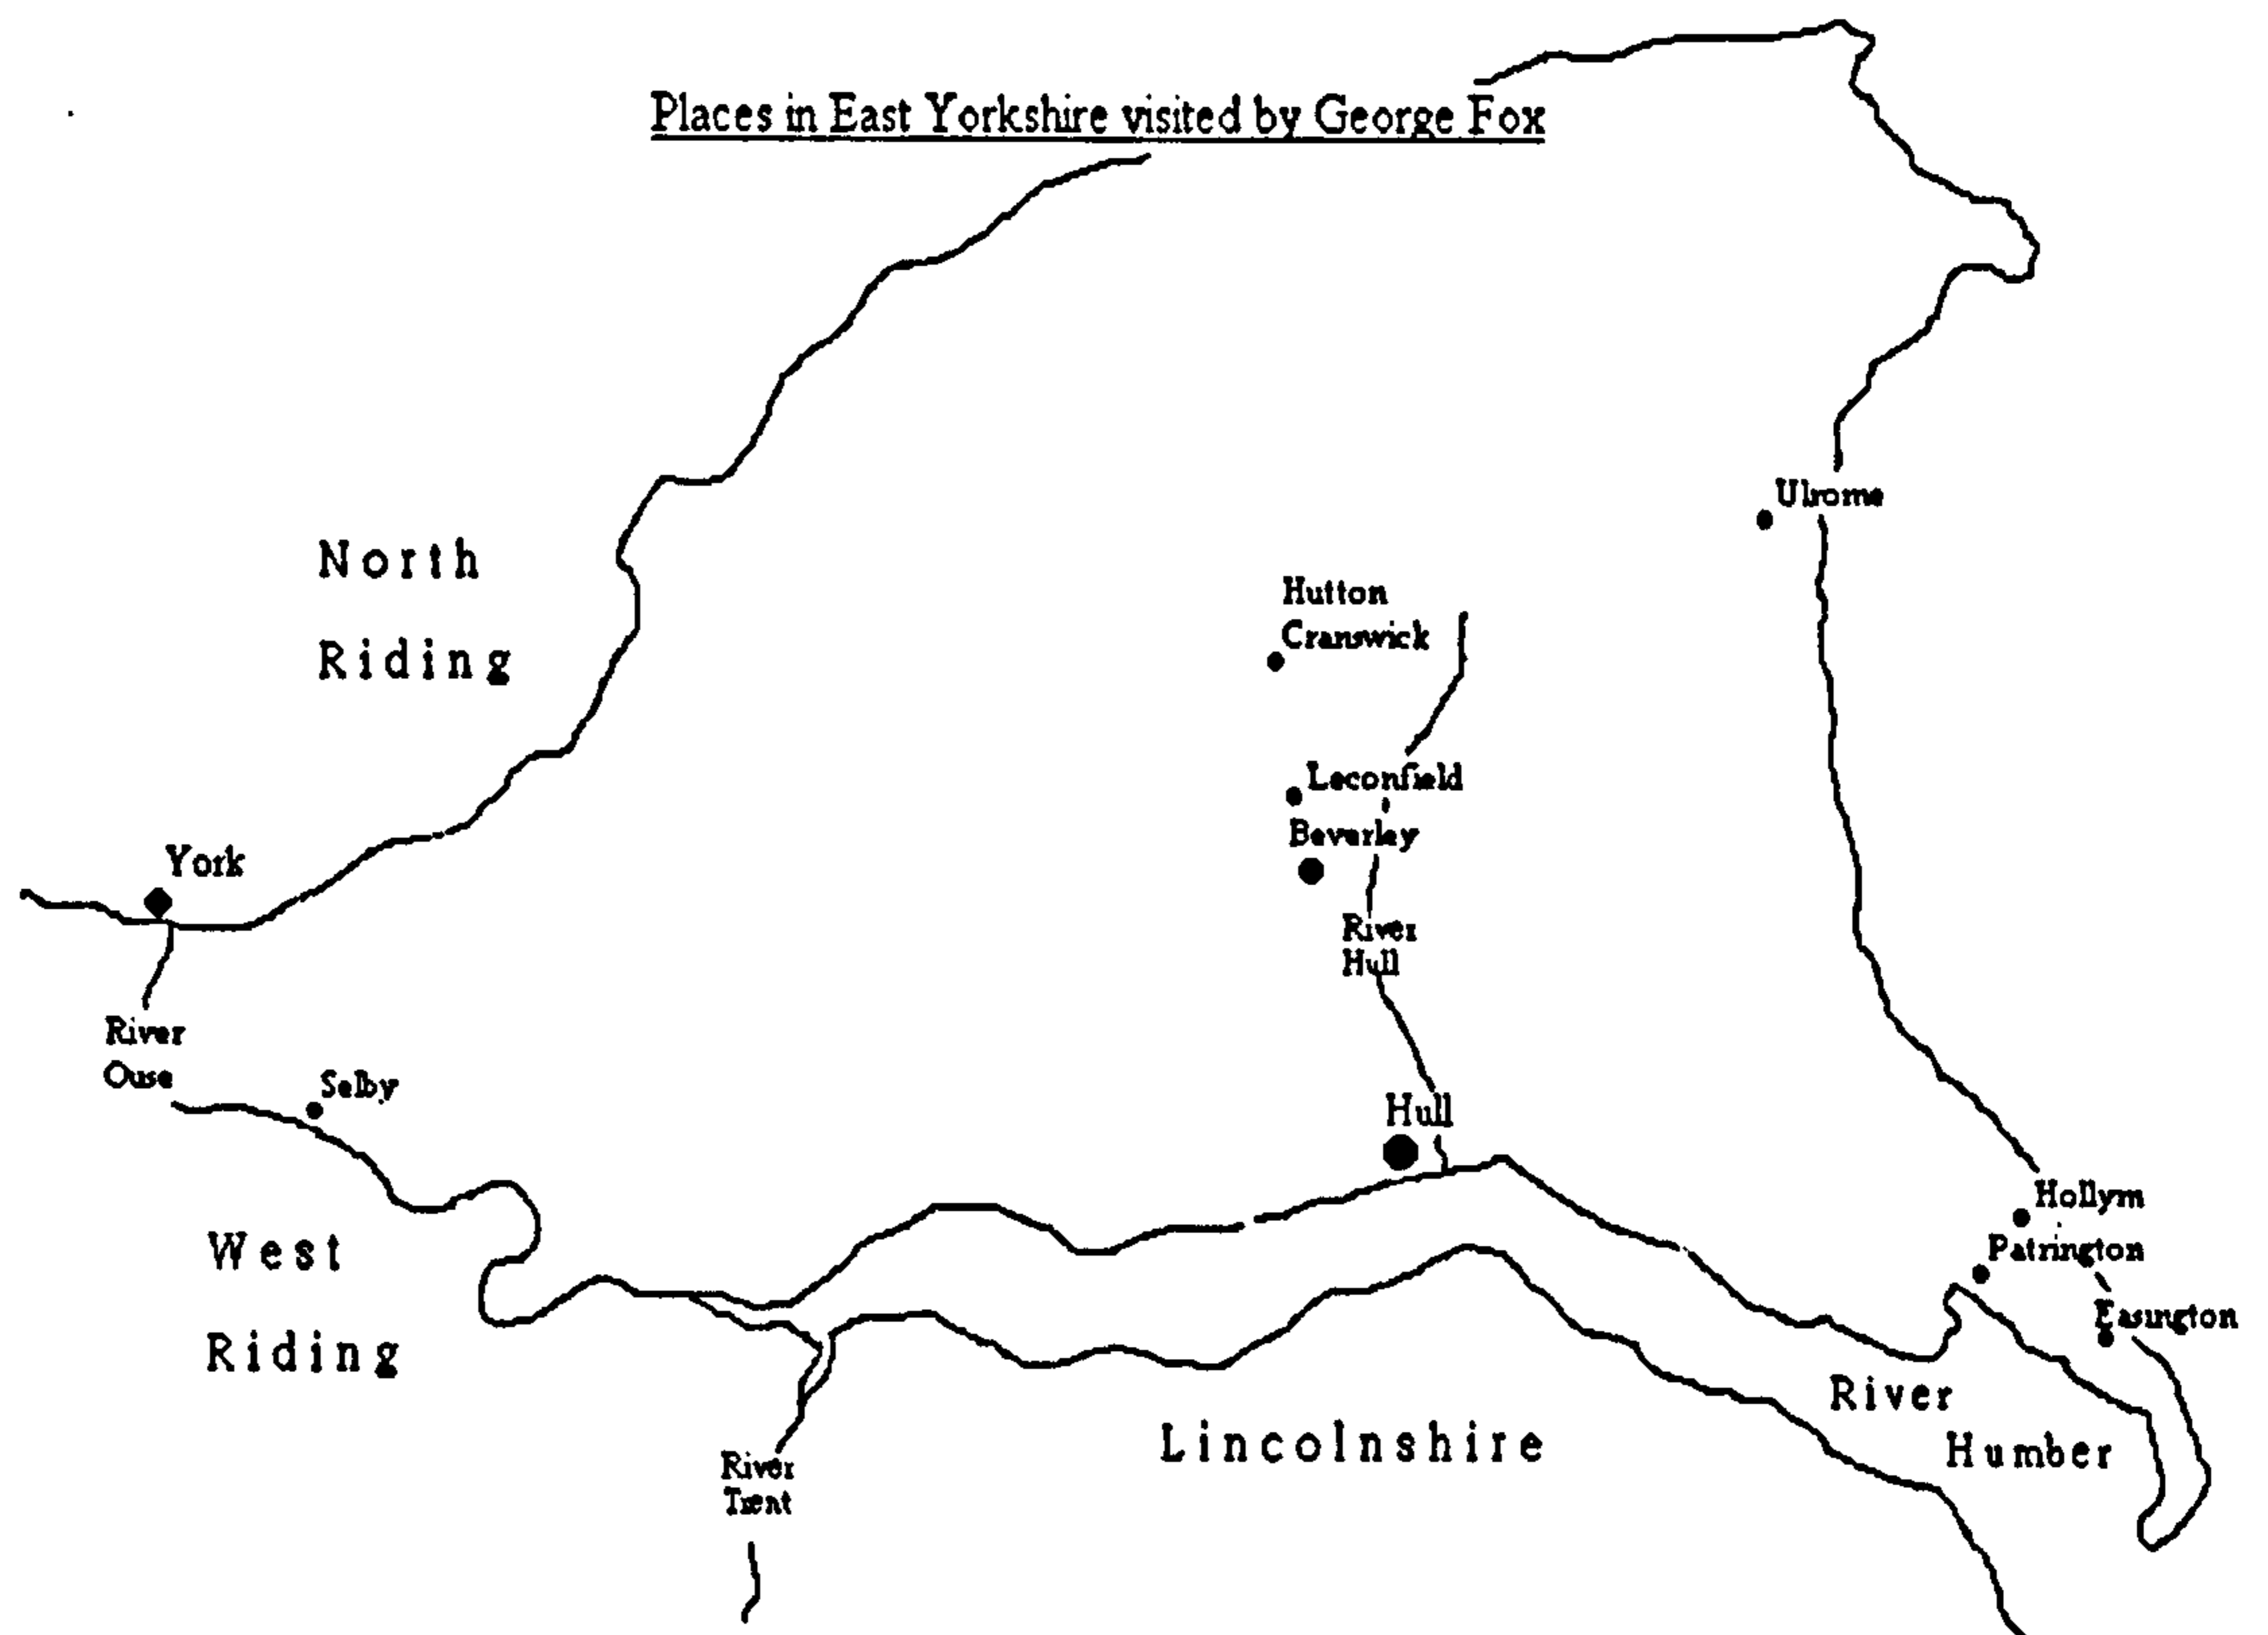 Places in East Yorkshire visited by George Fox
Ulrome
North
Riding
Hutton
Cranswick
Leconfield
Beverley
York
River
Hull
River
Ouse
Selby
Hull
Hollym
Patrington
West
Riding
Easington
River
Humber
Lincolnshire
River
Trent